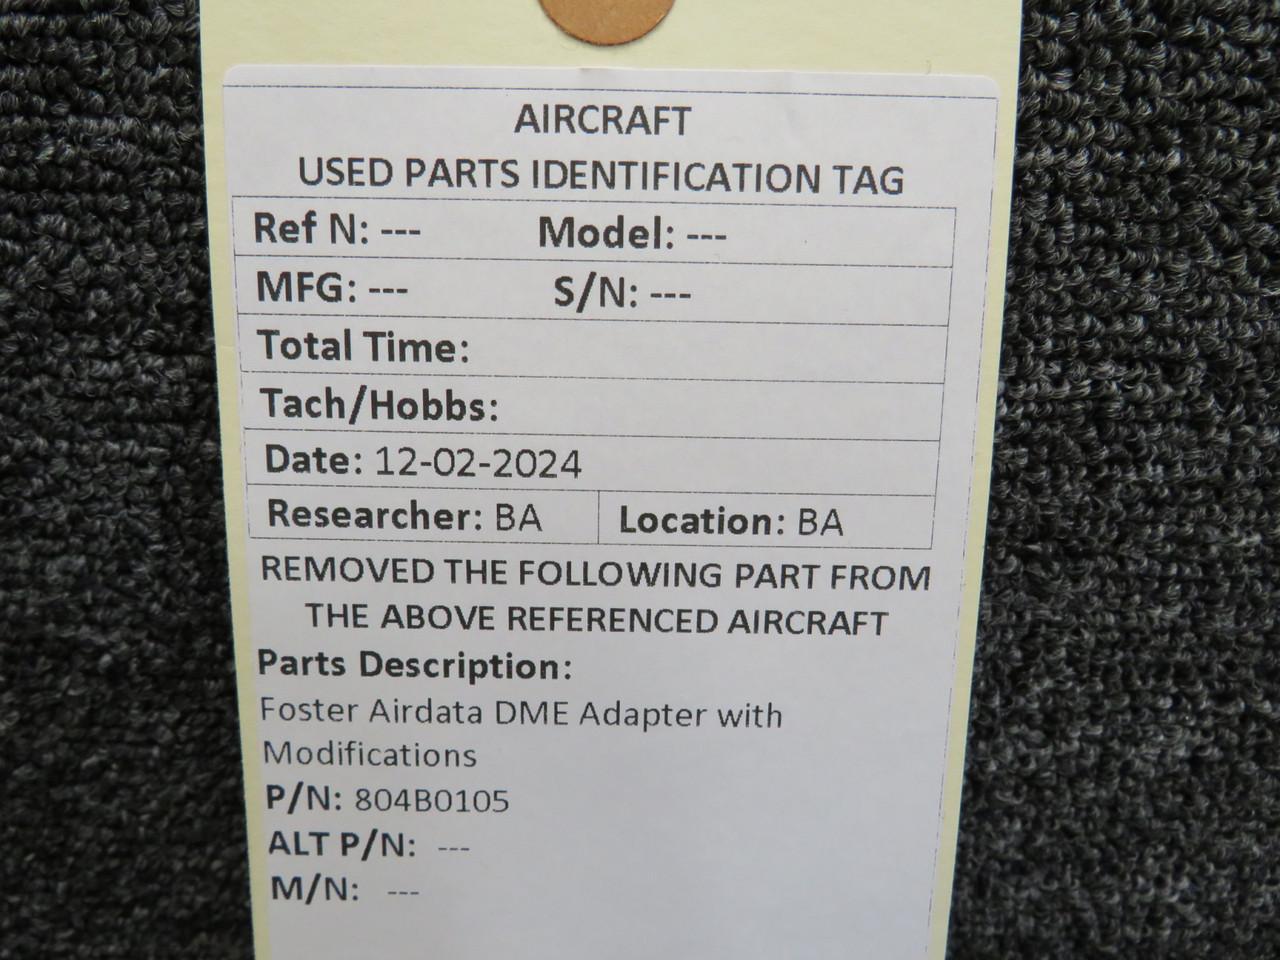 AIRCRAFT
USED PARTS IDENTIFICATION TAG
Ref N: --- Model: ---
MFG: --- S/N: ---
Total Time:
Tach/Hobbs:
Date: 12-02-2024
Researcher: BA Location: BA
REMOVED THE FOLLOWING PART FROM
THE ABOVE REFERENCED AIRCRAFT
Parts Description:
Foster Airdata DME Adapter with
Modifications
P/N: 804B0105
ALT P/N: ---
M/N: ---